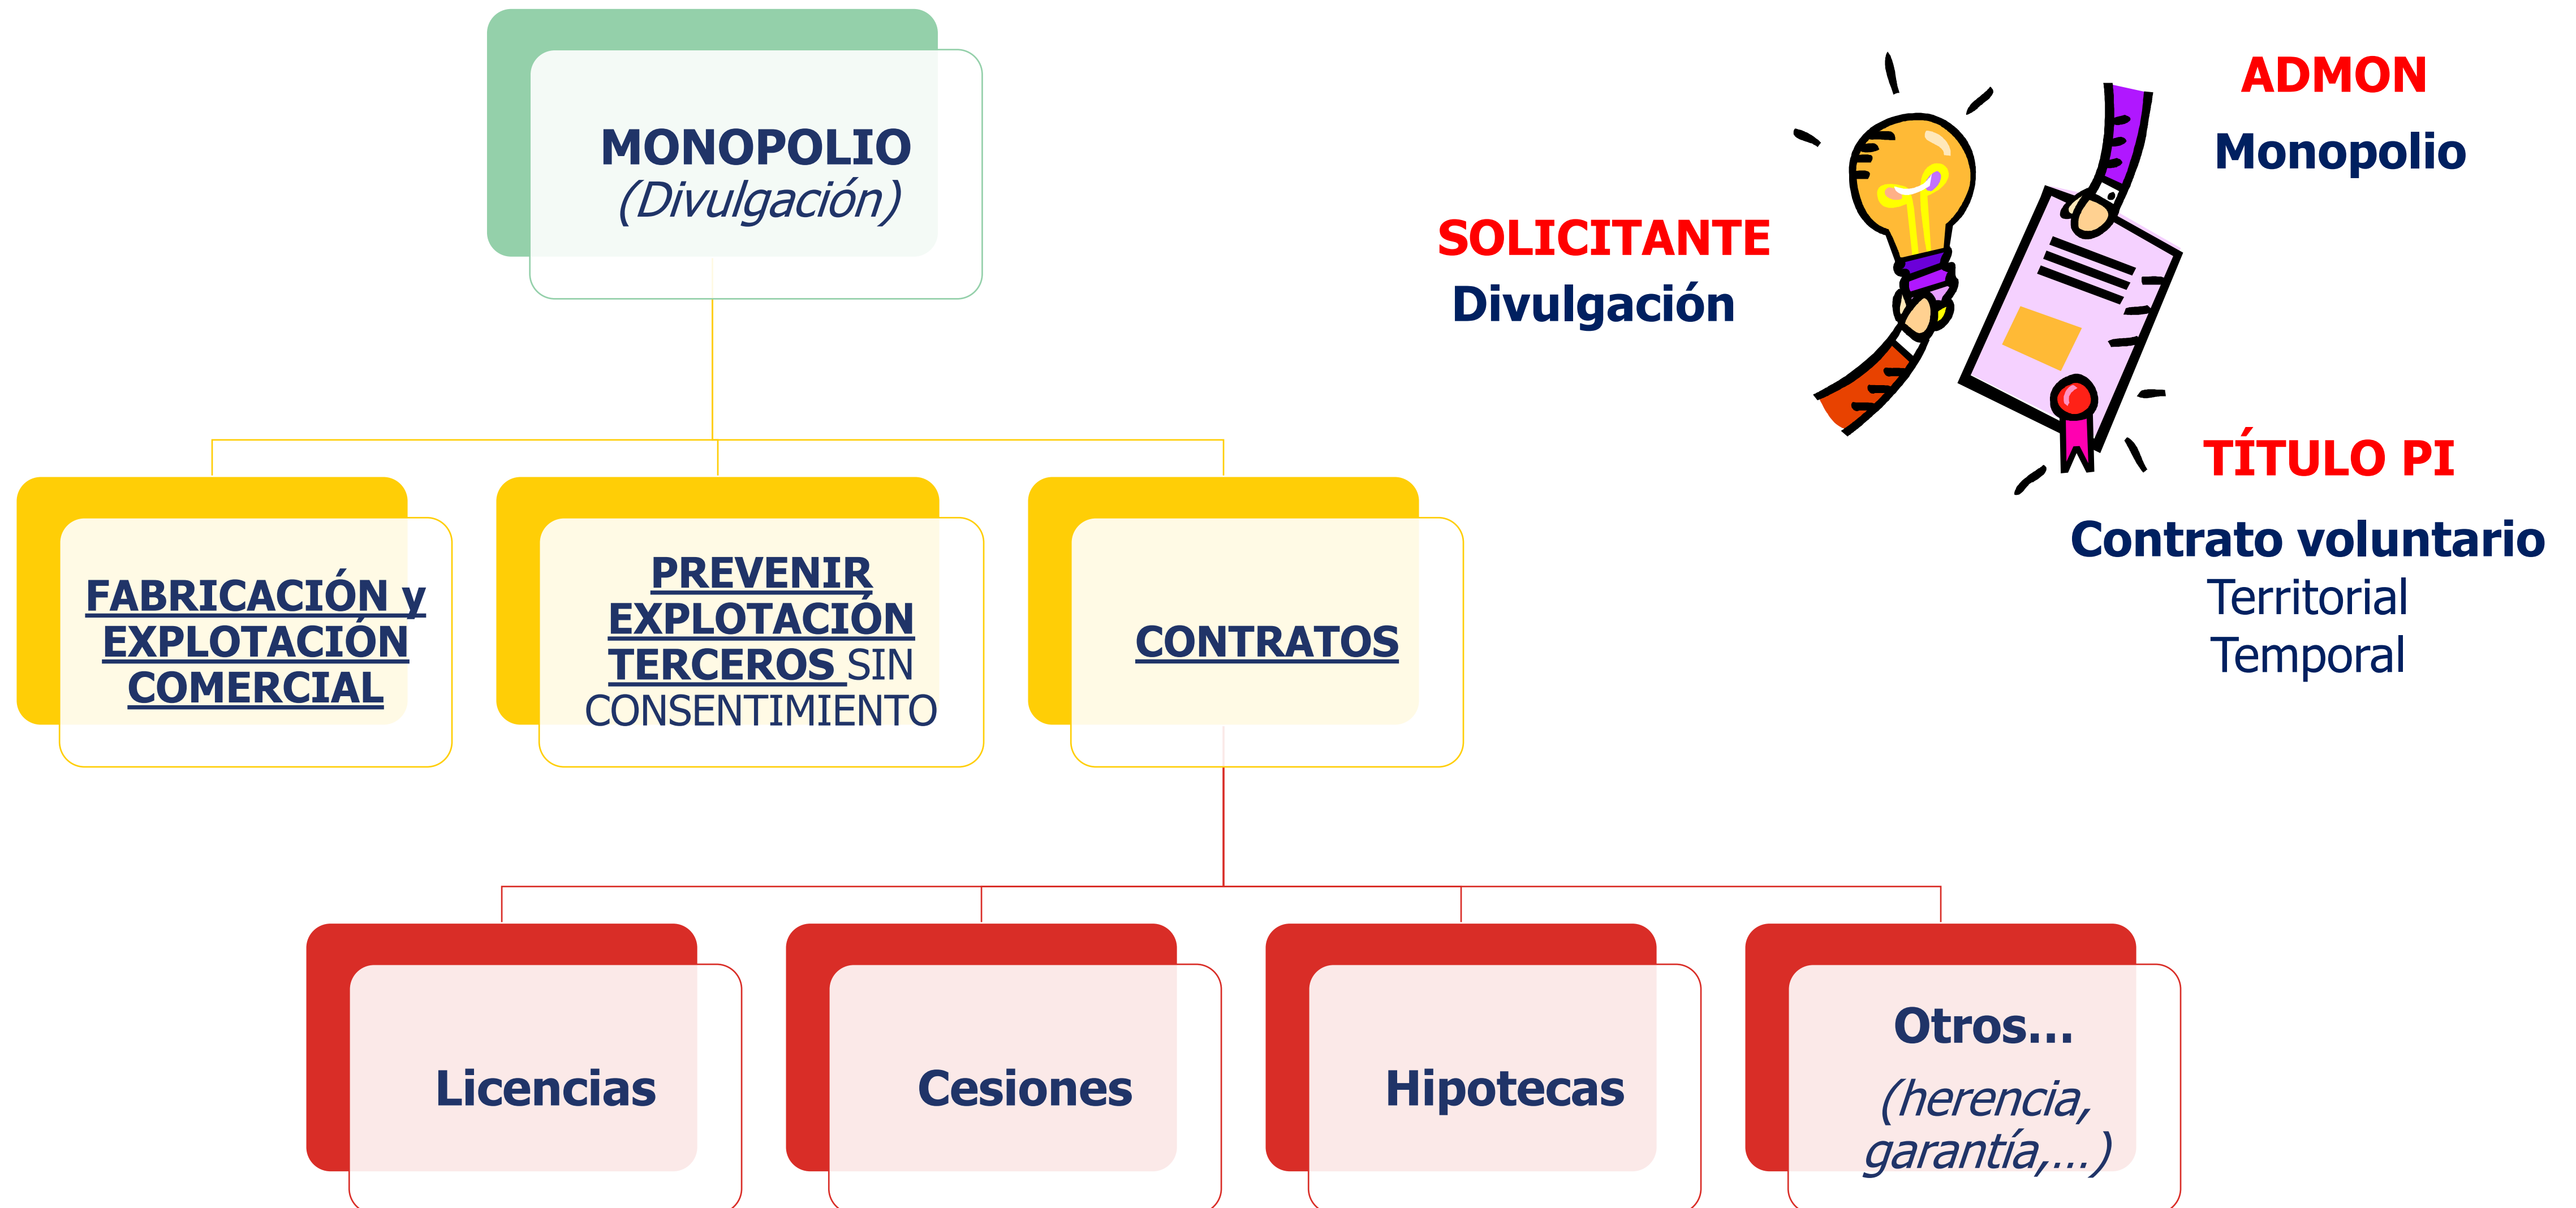 MONOPOLIO
(Divulgación)
ADMON
Monopolio
SOLICITANTE
Divulgación
TÍTULO PI
Contrato voluntario
Territorial
Temporal
FABRICACIÓN y
EXPLOTACIÓN
COMERCIAL
PREVENIR
EXPLOTACIÓN
TERCEROS SIN
CONSENTIMIENTO
CONTRATOS
Licencias
Cesiones
Hipotecas
Otros...
(herencia,
garantía,...)